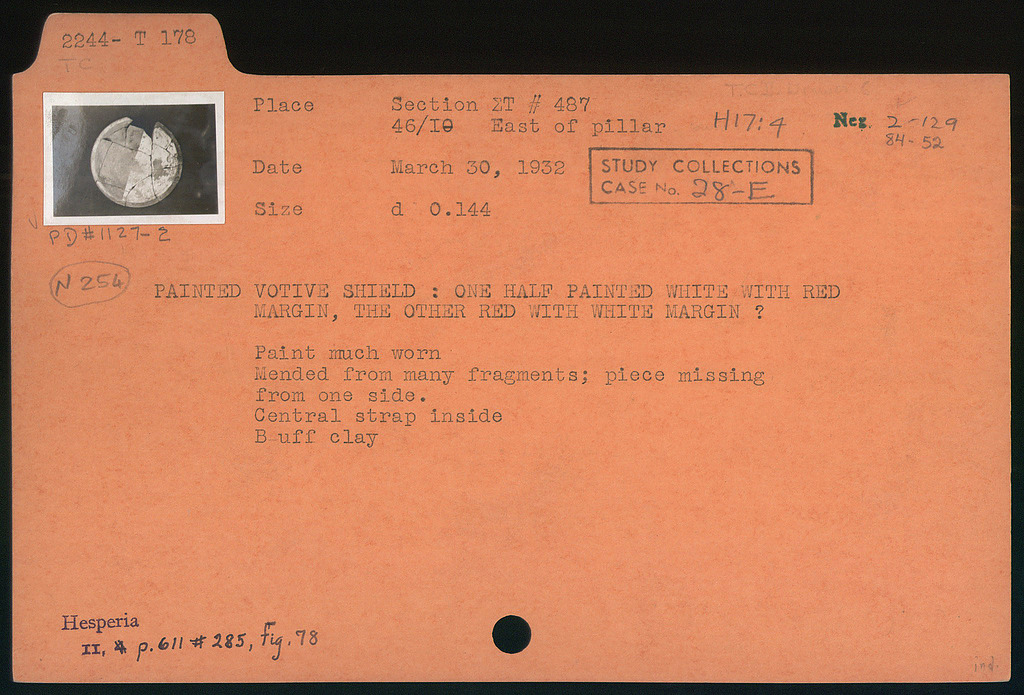 2244- T 178
T C
Place Section ΣT # 487
46/IΘ East of pillar
H17:4
Neg. 2-129
84-52
Date March 30, 1932
STUDY COLLECTIONS
CASE No. 28-E
Size d 0.144
PD#1127-2
N 254
PAINTED VOTIVE SHIELD : ONE HALF PAINTED WHITE WITH RED
MARGIN, THE OTHER RED WITH WHITE MARGIN ?
Paint much worn
Mended from many fragments; piece missing
from one side.
Central strap inside
B uff clay
Hesperia
II, 4 p.611 # 285, Fig. 78
ind.